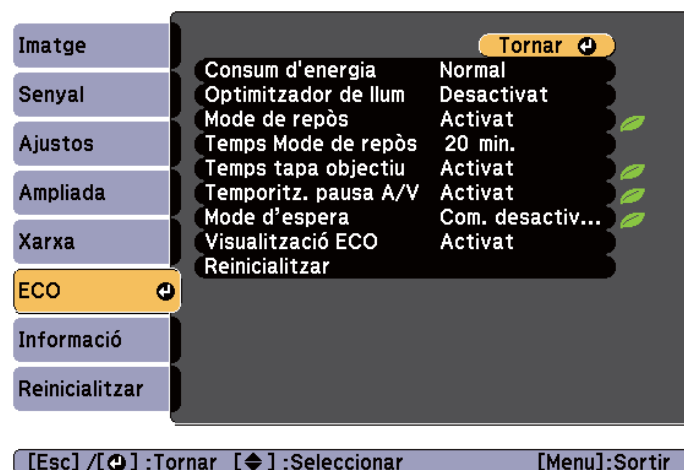 Imatge
Senyal
Ajustos
Ampliada
Xarxa
ECO
Informació
Reinicialitzar
Tornar
Consum d'energia Normal
Optimitzador de llum Desactivat
Mode de repòs Activat
Temps Mode de repòs 20 min.
Temps tapa objectiu Activat
Temporitz. pausa A/V Activat
Mode d’espera Com. desactiv...
Visualització ECO Activat
Reinicialitzar
[Esc] /[ ] :Tornar [ ] :Seleccionar [Menu]:Sortir